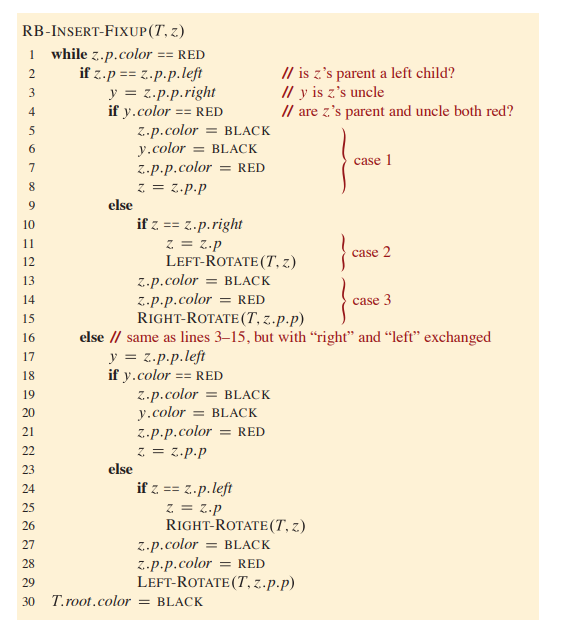 RB-INSERT-FIXUP(T, z)
1 while z.p.color == RED
2 if z.p == z.p.p.left // is z’s parent a left child?
3 y = z.p.p.right // y is z’s uncle
4 if y.color == RED // are z’s parent and uncle both red?
5 z.p.color = BLACK
6 y.color = BLACK
case 1
7 z.p.p.color = RED
8 z = z.p.p
9 else
10 if z == z.p.right
11 z = z.p
case 2
12 LEFT-ROTATE(T, z)
13 z.p.color = BLACK
14 z.p.p.color = RED case 3
15 RIGHT-ROTATE(T, z.p.p)
16 else // same as lines 3–15, but with “right” and “left” exchanged
17 y = z.p.p.left
18 if y.color == RED
19 z.p.color = BLACK
20 y.color = BLACK
21 z.p.p.color = RED
22 z = z.p.p
23 else
24 if z == z.p.left
25 z = z.p
26 RIGHT-ROTATE(T, z)
27 z.p.color = BLACK
28 z.p.p.color = RED
29 LEFT-ROTATE(T, z.p.p)
30 T.root.color = BLACK